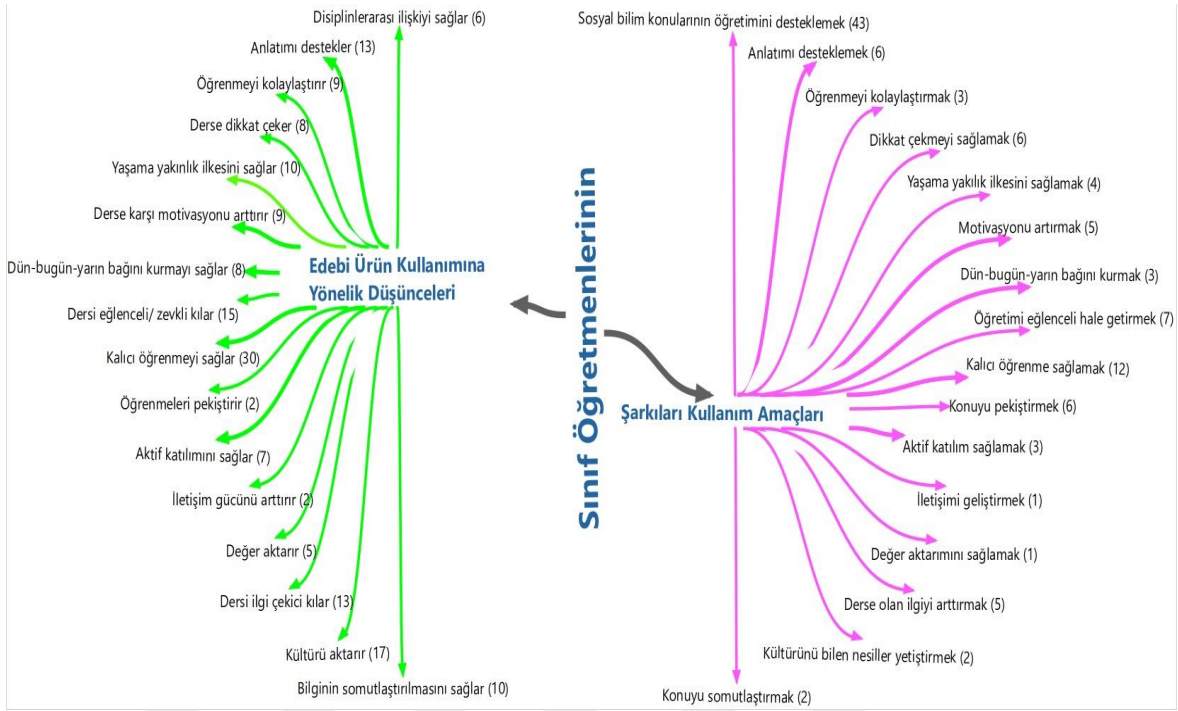 Disiplinlerarası ilişkiyi sağlar (6)
Anlatımı destekler (13)
Öğrenmeyi kolaylaştırır (9)
Derse dikkat çeker (8)
Yaşama yakınlık ilkesini sağlar (10)
Derse karşı motivasyonu arttırır (9)
Dün-bugün-yarın bağını kurmayı sağlar (8)
Dersi eğlenceli/ zevkli kılar (15)
Kalıcı öğrenmeyi sağlar (30)
Öğrenmeleri pekiştirir (2)
Aktif katılımını sağlar (7)
İletişim gücünü arttırır (2)
Değer aktarır (5)
Dersi ilgi çekici kılar (13)
Kültürü aktarır (17)
Bilginin somutlaştırılmasını sağlar (10)
Edebi Ürün Kullanımına
Yönelik Düşünceleri
Sınıf Öğretmenlerinin
Şarkıları Kullanım Amaçları
Sosyal bilim konularının öğretimini desteklemek (43)
Anlatımı desteklemek (6)
Öğrenmeyi kolaylaştırmak (3)
Dikkat çekmeyi sağlamak (6)
Yaşama yakılık ilkesini sağlamak (4)
Motivasyonu artırmak (5)
Dün-bugün-yarın bağını kurmak (3)
Öğretimi eğlenceli hale getirmek (7)
Kalıcı öğrenme sağlamak (12)
Konuyu pekiştirmek (6)
Aktif katılım sağlamak (3)
İletişimi geliştirmek (1)
Değer aktarımını sağlamak (1)
Derse olan ilgiyi arttırmak (5)
Kültürünü bilen nesiller yetiştirmek (2)
Konuyu somutlaştırmak (2)